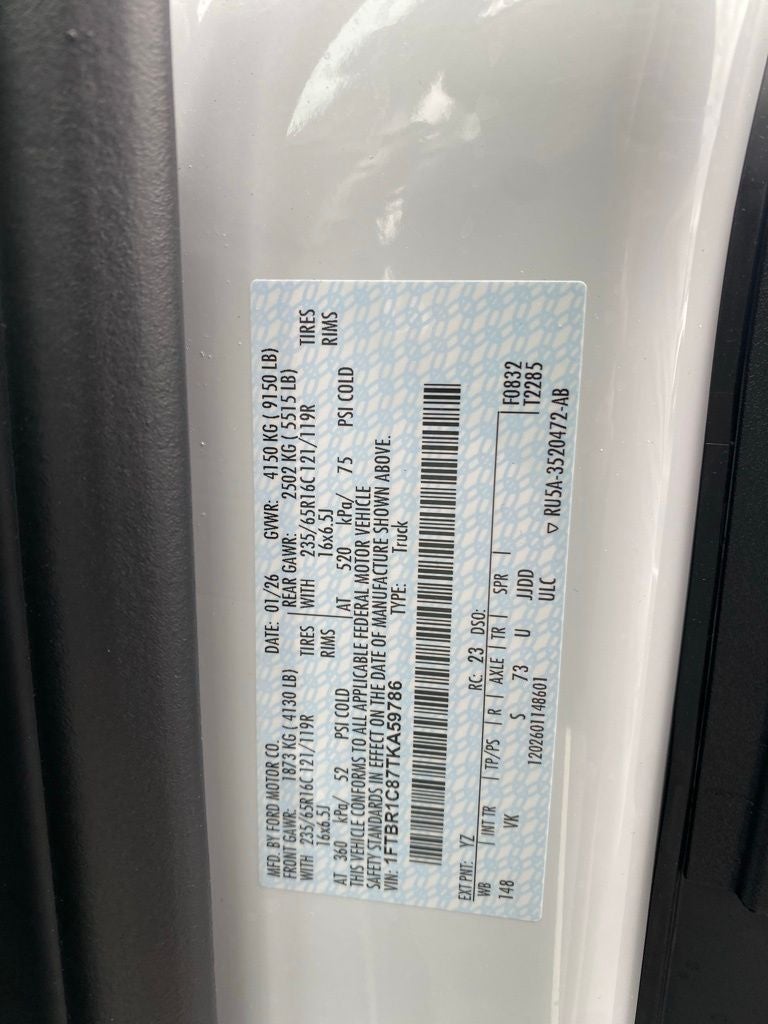 MFD. BY FORD MOTOR CO.
DATE: 01/26 GVWR: 4150 KG ( 9150 LB)
FRONT GAWR: 1873 KG ( 4130 LB) REAR GAWR: 2502 KG ( 5515 LB)
WITH 235/65R16C 121/119R TIRES WITH 235/65R16C 121/119R TIRES
16x6.5J RIMS 16x6.5J RIMS
AT 360 kPa/ 52 PSI COLD AT 520 kPa/ 75 PSI COLD
THIS VEHICLE CONFORMS TO ALL APPLICABLE FEDERAL MOTOR VEHICLE
SAFETY STANDARDS IN EFFECT ON THE DATE OF MANUFACTURE SHOWN ABOVE.
VIN: 1FTBR1C87TKA59786 TYPE: Truck
EXT PNT: YZ RC: 23 DSO:
WB INT TR TP/PS R AXLE TR SPR F0832
148 VK S 73 U JJDD T2285
1202601148601 ULC RU5A-3520472-AB